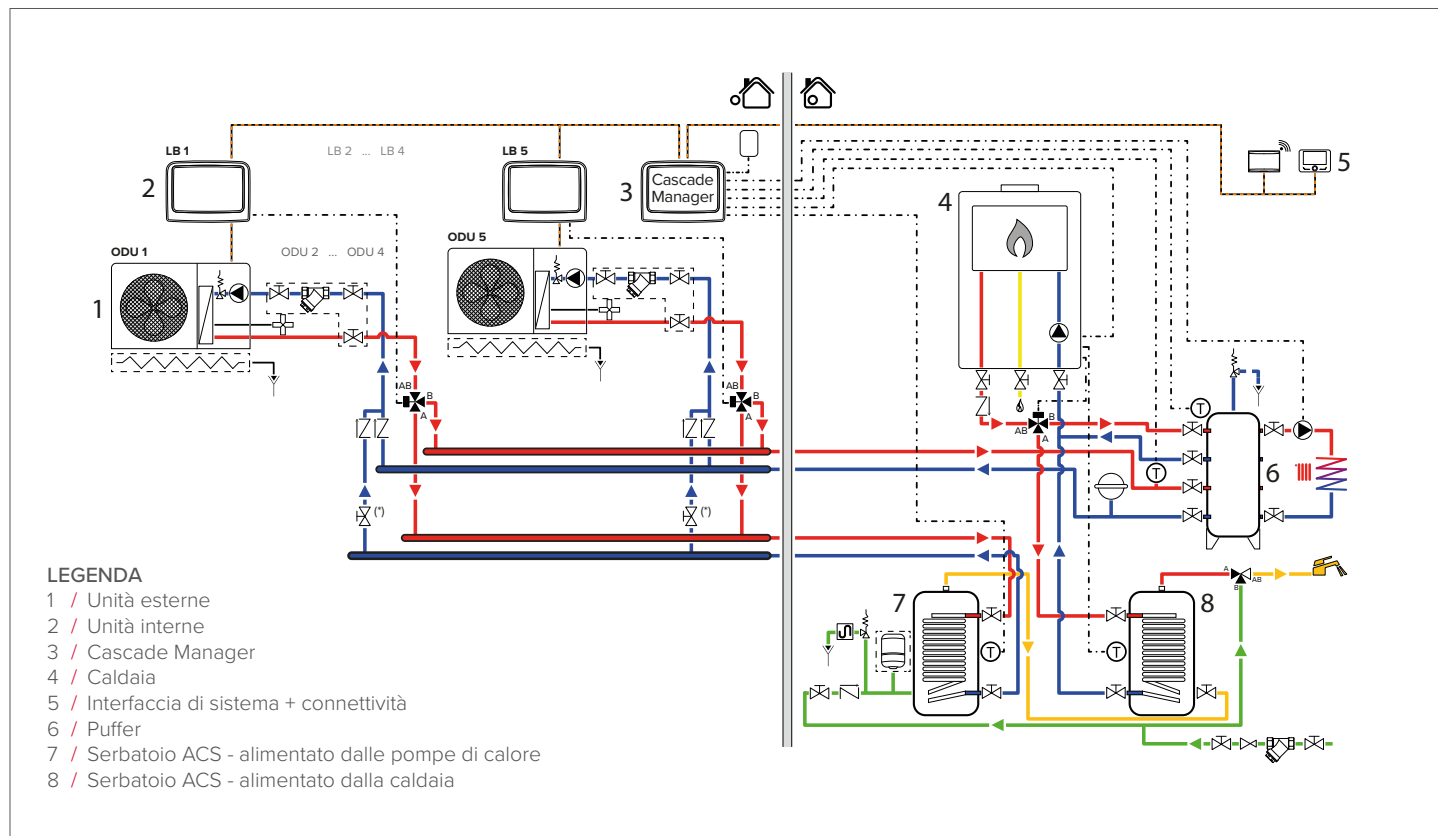 LB 1
LB 2 ... LB 4
LB 5
2
3
Cascade
Manager
5
4
ODU 1
ODU 2 ... ODU 4
ODU 5
1
AB
B
A
AB
B
A
AB
B
A
T
T
6
(*)
(*)
LEGENDA
1 / Unità esterne
2 / Unità interne
3 / Cascade Manager
4 / Caldaia
5 / Interfaccia di sistema + connettività
6 / Puffer
7 / Serbatoio ACS - alimentato dalle pompe di calore
8 / Serbatoio ACS - alimentato dalla caldaia
7
T
T
8
A
B
AB